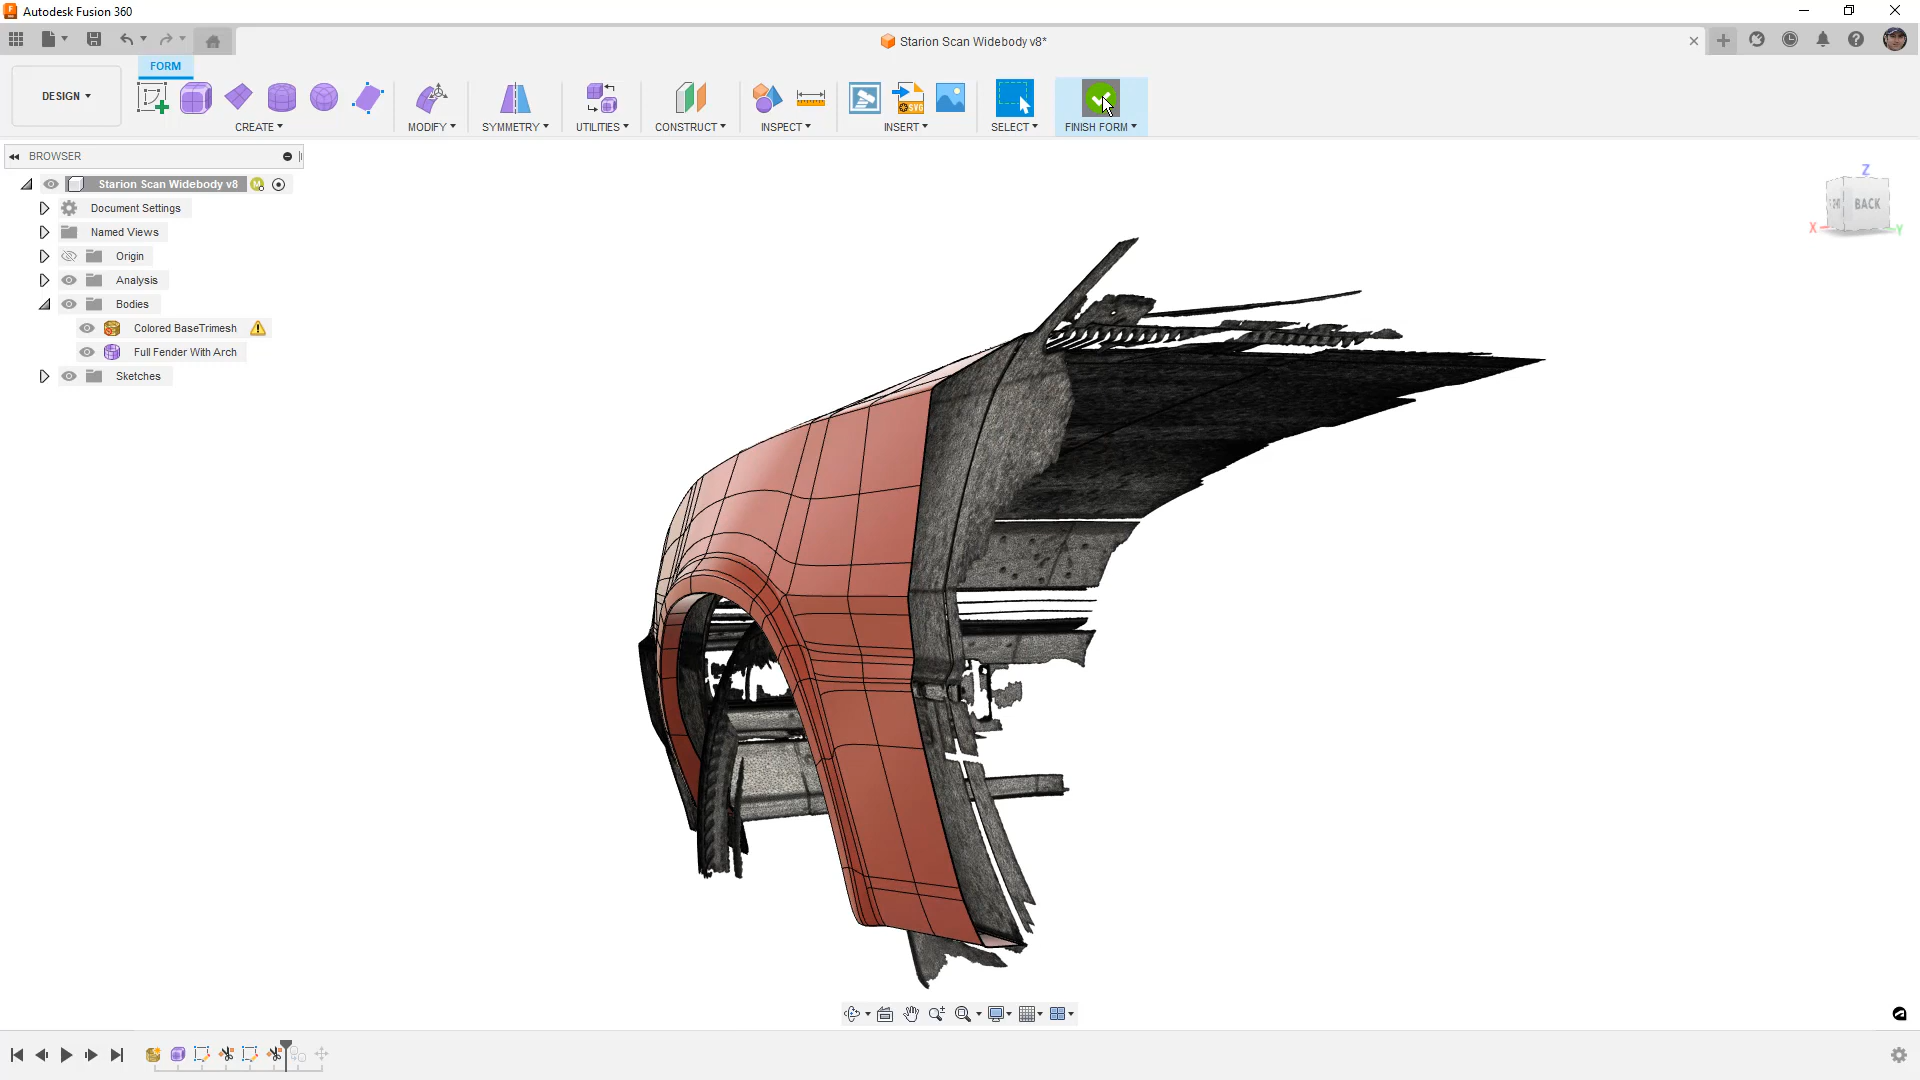 Autodesk Fusion 360
Starion Scan Widebody v8*
FORM
DESIGN
CREATE
MODIFY
SYMMETRY
UTILITIES
CONSTRUCT
INSPECT
INSERT
SELECT
FINISH FORM
SVG
BROWSER
Starion Scan Widebody v8
Document Settings
Named Views
Origin
Analysis
Bodies
Colored BaseTrimesh
Full Fender With Arch
Sketches
Z
BACK
X
Y